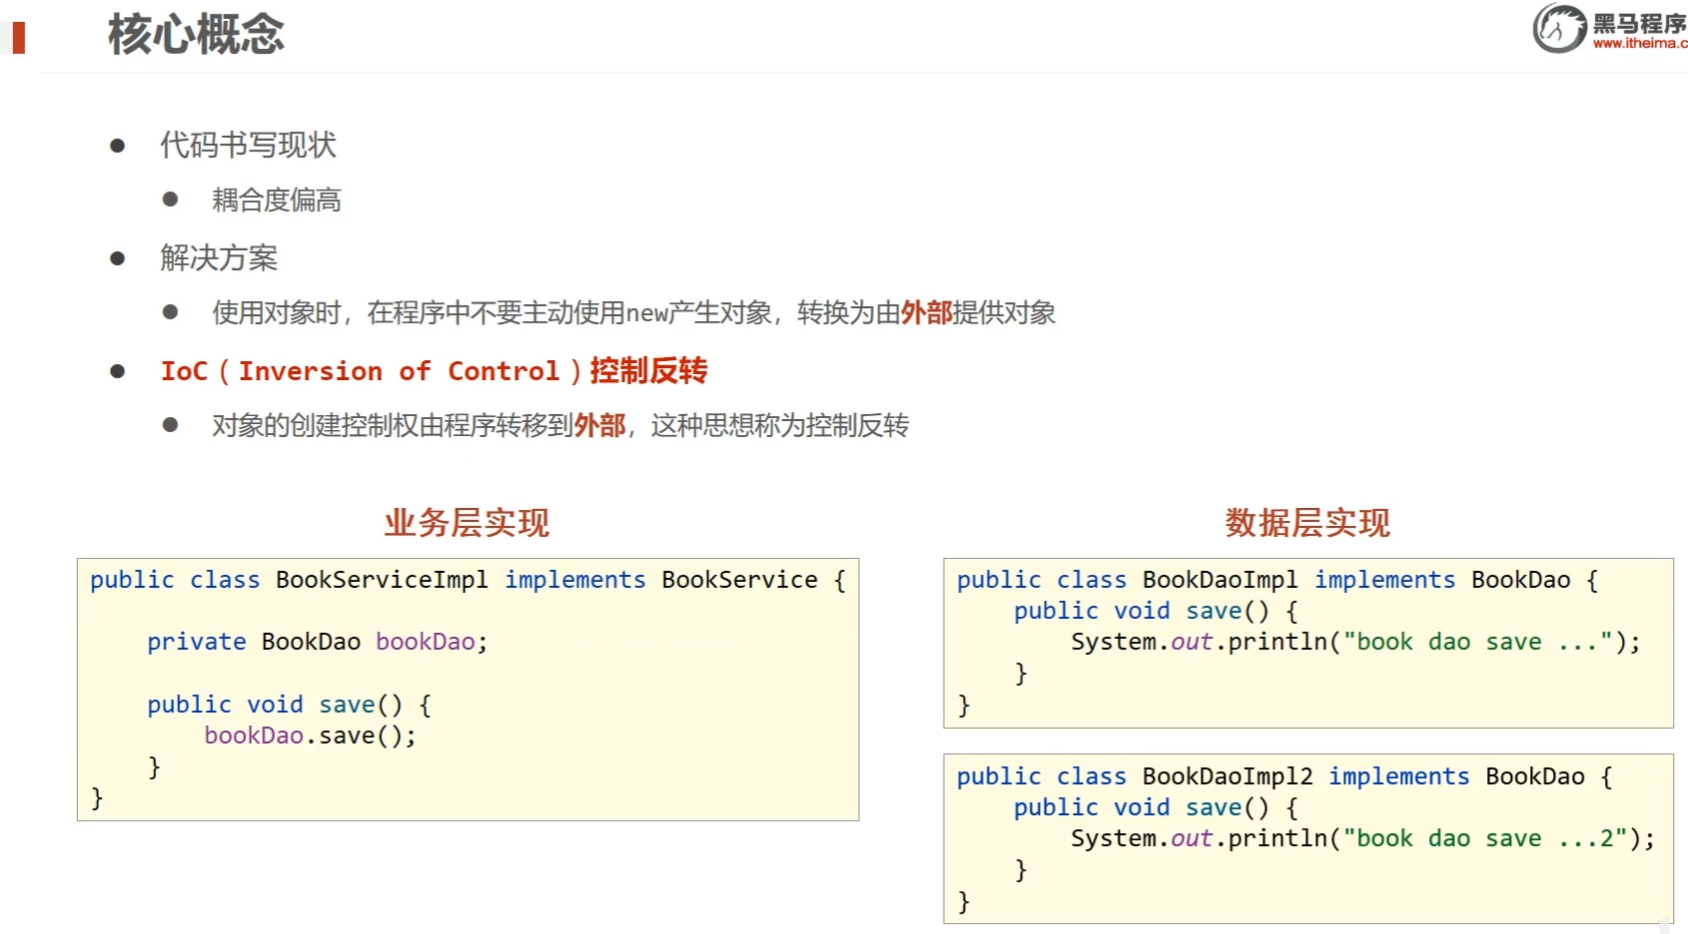 核心概念
黑马程序
www.itheima.c
代码书写现状
耦合度偏高
解决方案
使用对象时，在程序中不要主动使用new产生对象，转换为由外部提供对象
IoC（Inversion of Control）控制反转
对象的创建控制权由程序转移到外部，这种思想称为控制反转
业务层实现
public class BookServiceImpl implements BookService {
private BookDao bookDao;
public void save() {
bookDao.save();
}
}
数据层实现
public class BookDaoImpl implements BookDao {
public void save() {
System.out.println("book dao save ...");
}
}
public class BookDaoImpl2 implements BookDao {
public void save() {
System.out.println("book dao save ...2");
}
}